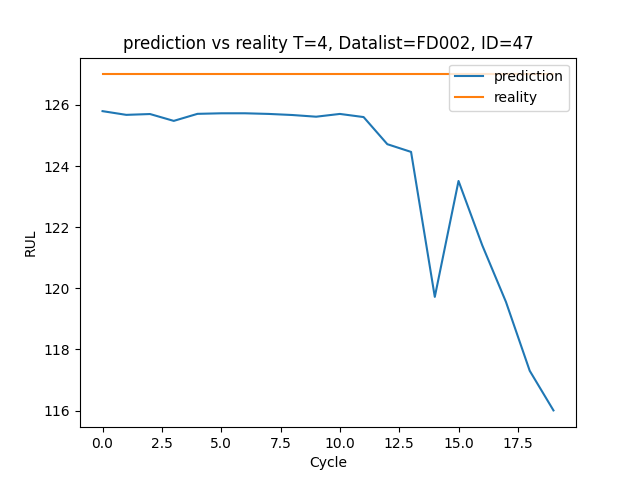 prediction vs reality T=4, Datalist=FD002, ID=47
prediction
reality
RUL
126
124
122
120
118
116
0.0 2.5 5.0 7.5 10.0 12.5 15.0 17.5
Cycle